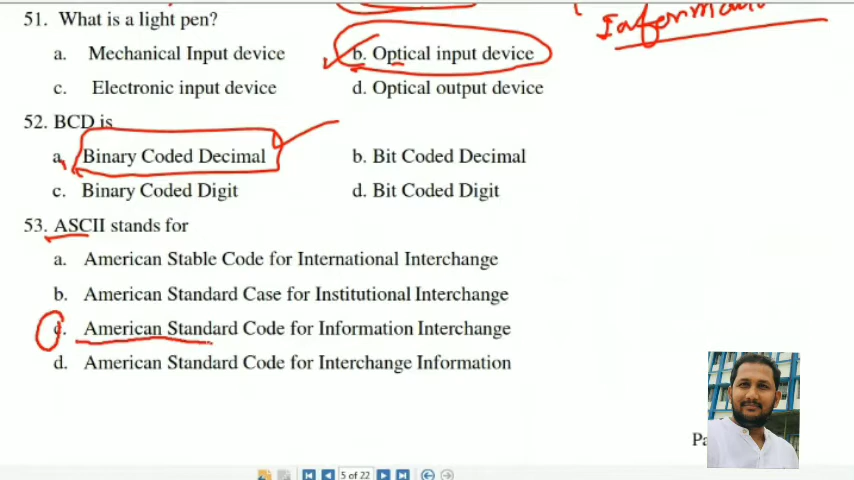 Informati
51. What is a light pen?
a. Mechanical Input device b. Optical input device
c. Electronic input device d. Optical output device
52. BCD is
a. Binary Coded Decimal b. Bit Coded Decimal
c. Binary Coded Digit d. Bit Coded Digit
53. ASCII stands for
a. American Stable Code for International Interchange
b. American Standard Case for Institutional Interchange
c. American Standard Code for Information Interchange
d. American Standard Code for Interchange Information
Pa
5 of 22